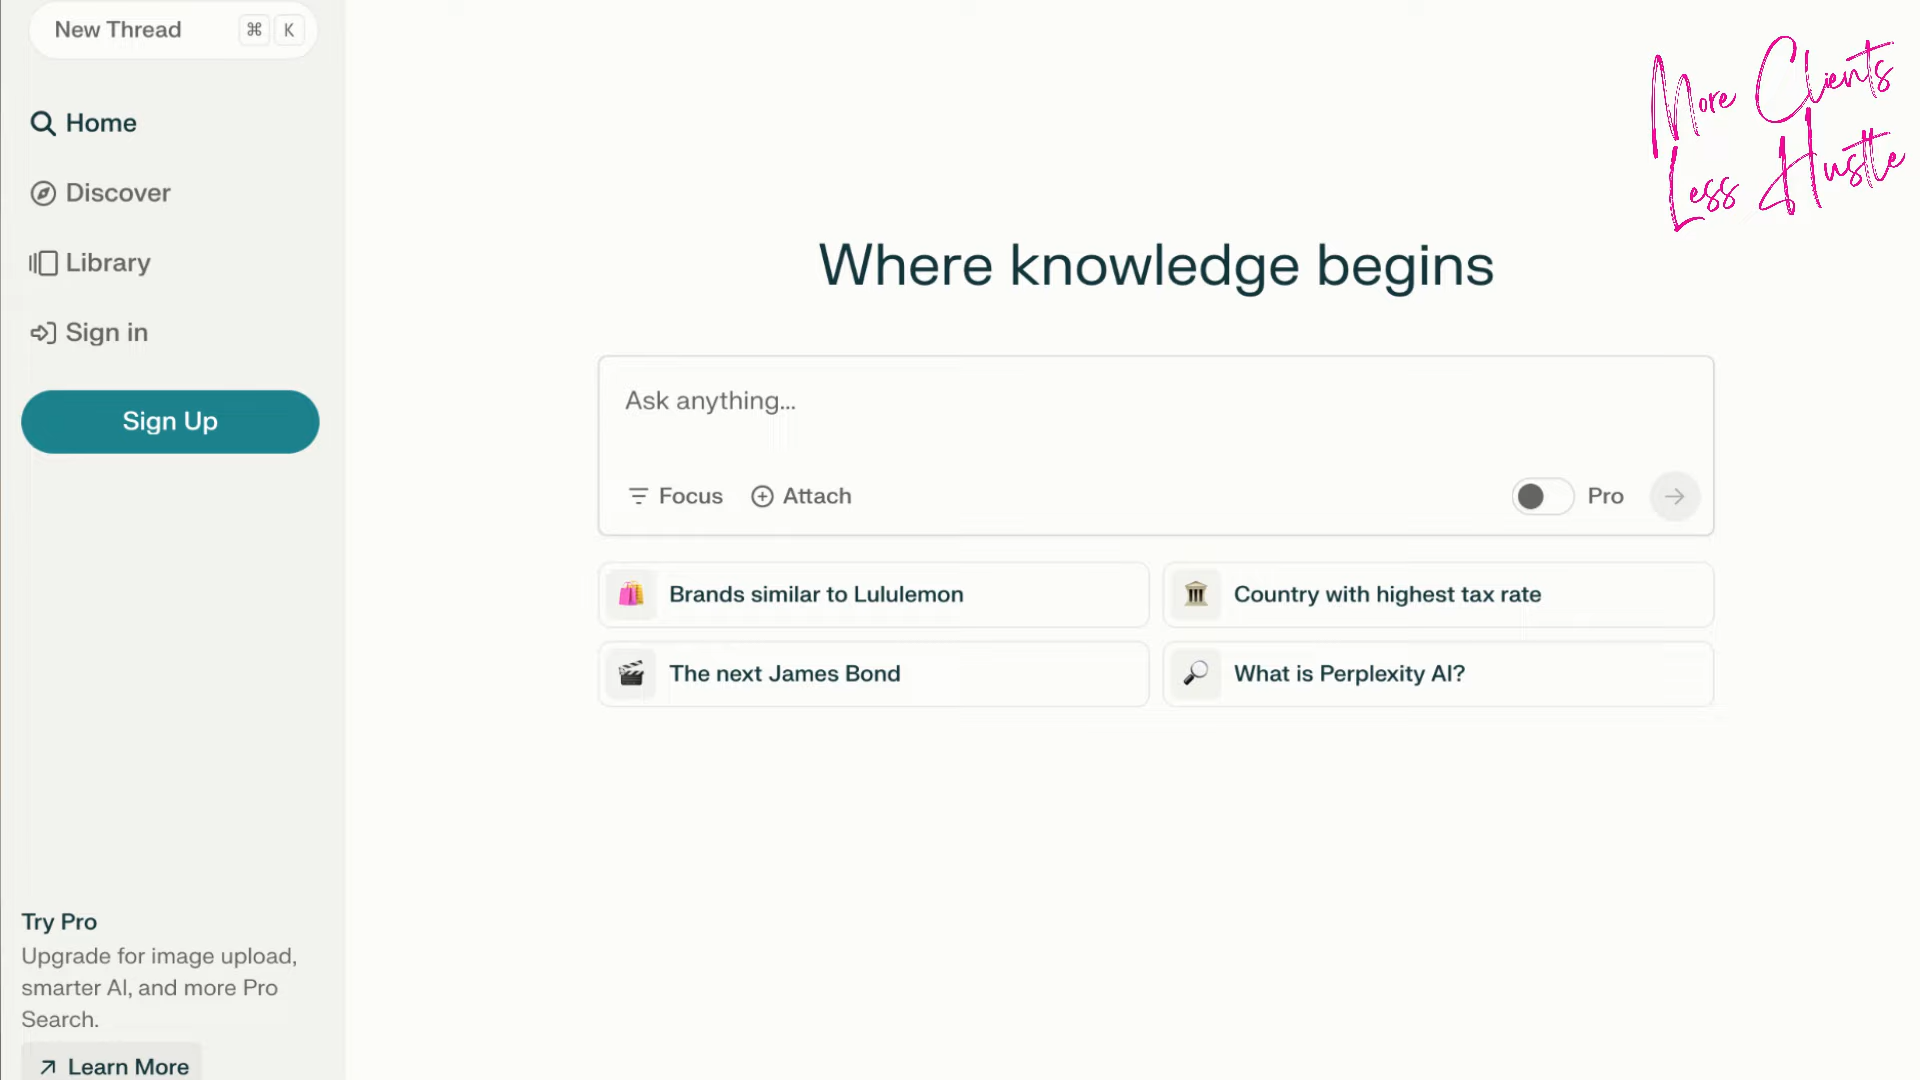 New Thread ⌘ K
Home
Discover
Library
Sign in
Sign Up
Try Pro
Upgrade for image upload,
smarter AI, and more Pro
Search.
Learn More
More Clients
Less Hustle
Where knowledge begins
Ask anything...
Focus Attach Pro
Brands similar to Lululemon
Country with highest tax rate
The next James Bond
What is Perplexity AI?